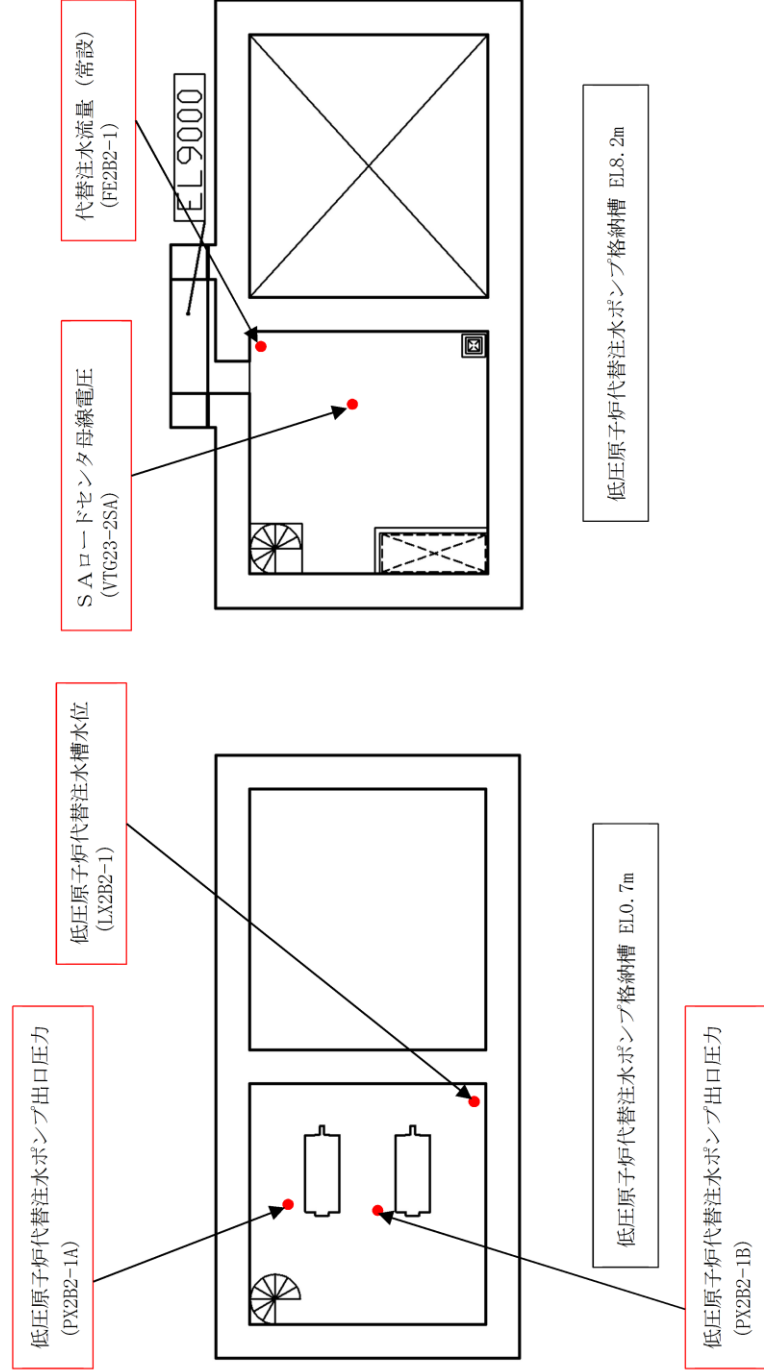 低圧原子炉代替注水ポンプ出口圧力
(PX2B2-1A)
低圧原子炉代替注水槽水位
(LX2B2-1)
低圧原子炉代替注水ポンプ格納槽 EL0.7m
低圧原子炉代替注水ポンプ出口圧力
(PX2B2-1B)
ＳＡロードセンタ母線電圧
(VTG23-2SA)
代替注水流量（常設）
(FE2B2-1)
EL9000
低圧原子炉代替注水ポンプ格納槽 EL8.2m